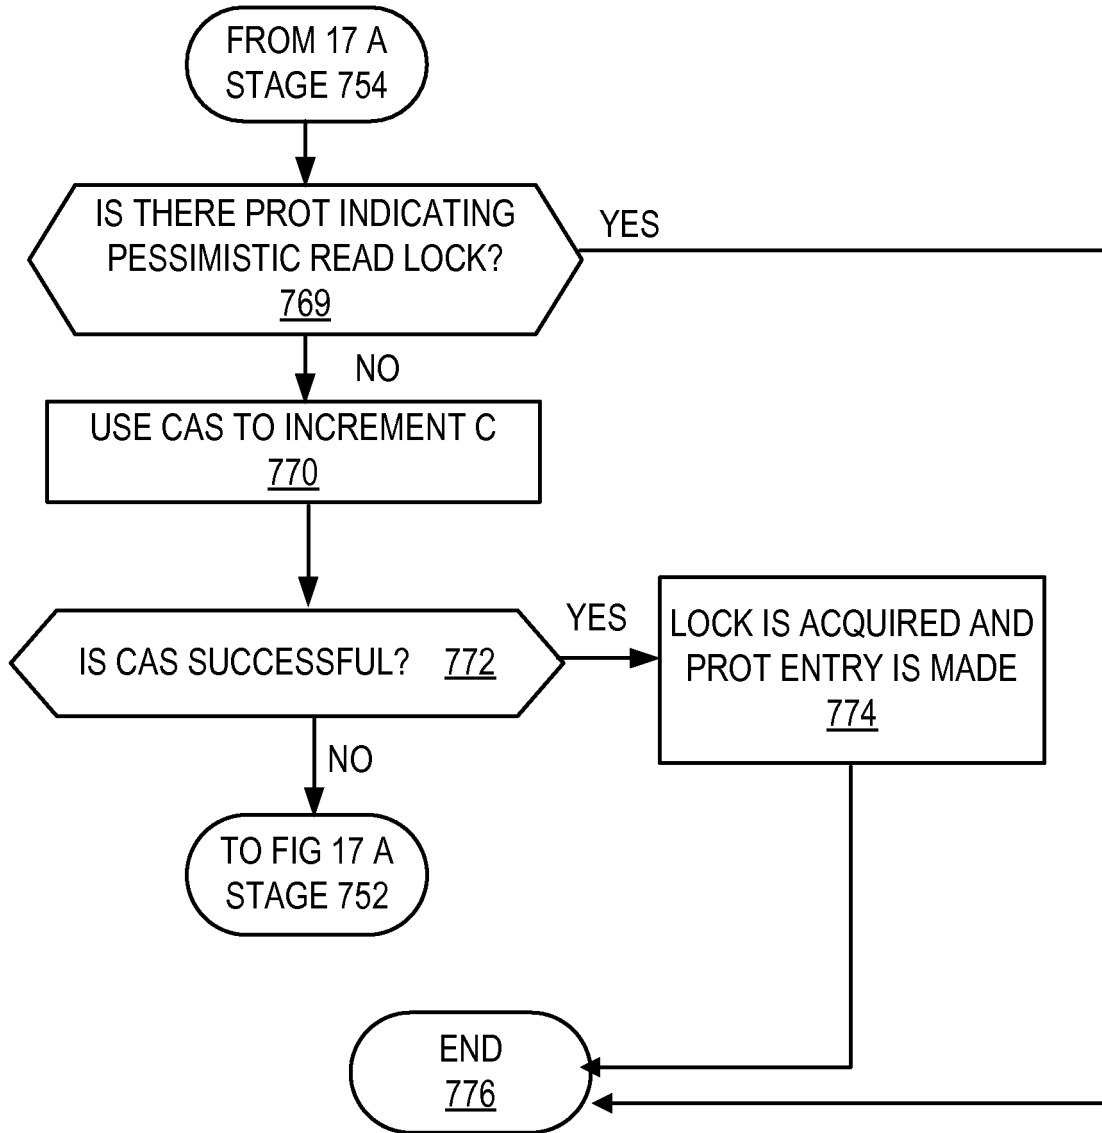 FROM 17 A
STAGE 754
IS THERE PROT INDICATING
PESSIMISTIC READ LOCK?
769
YES
NO
USE CAS TO INCREMENT C
770
IS CAS SUCCESSFUL? 772
YES
LOCK IS ACQUIRED AND
PROT ENTRY IS MADE
774
NO
TO FIG 17 A
STAGE 752
END
776